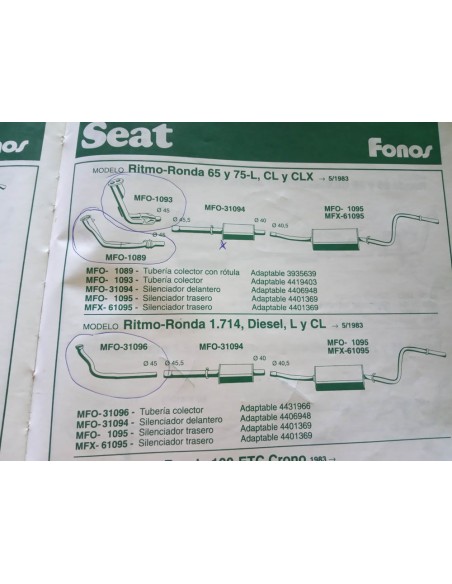 nos
Seat
Fonos
MODELO Ritmo-Ronda 65 y 75-L, CL y CLX → 5/1983
MFO-1093
Ø 45
Ø 45
Ø 45,5
MFO-31094
Ø 40
Ø 40,5
MFO- 1095
MFX-61095
x
MFO-1089
MFO- 1089 - Tubería colector con rótula Adaptable 3935639
MFO- 1093 - Tubería colector Adaptable 4419403
MFO-31094 - Silenciador delantero Adaptable 4406948
MFO- 1095 - Silenciador trasero Adaptable 4401369
MFX- 61095 - Silenciador trasero Adaptable 4401369
MODELO Ritmo-Ronda 1.714, Diesel, L y CL → 5/1983
MFO-31096
Ø 45
Ø 45,5
MFO-31094
Ø 40
Ø 40,5
MFO- 1095
MFX-61095
MFO-31096 - Tubería colector Adaptable 4431966
MFO-31094 - Silenciador delantero Adaptable 4406948
MFO- 1095 - Silenciador trasero Adaptable 4401369
MFX- 61095 - Silenciador trasero Adaptable 4401369
Crono 1983 →